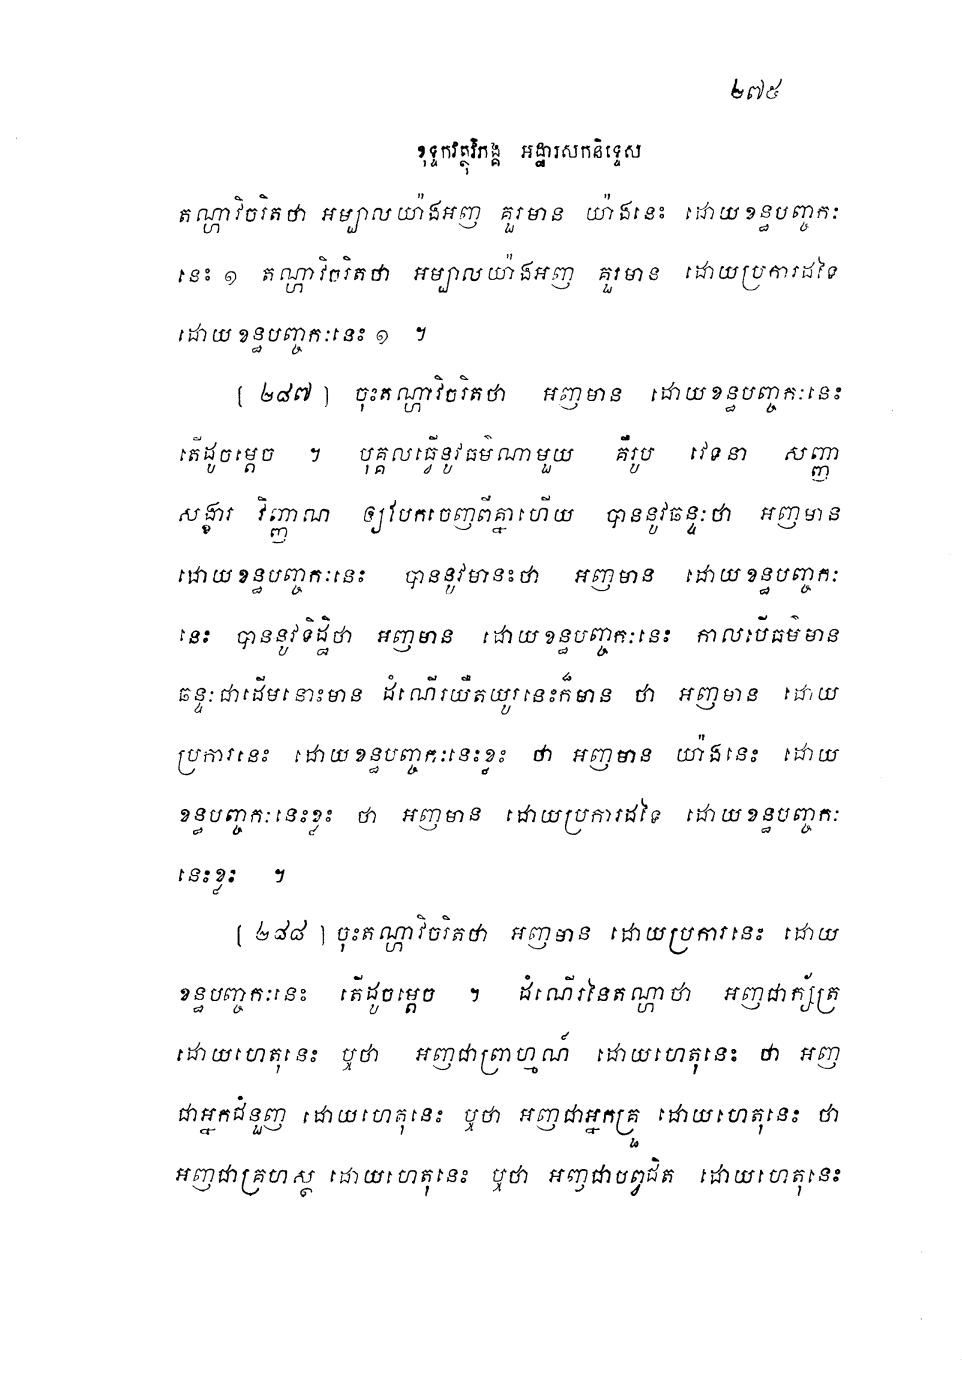 ២៧៥
ខុទ្ទកវត្ថុវិភង្គ អដ្ឋារសកនិទ្ទេស
តណ្ហាវិចរិតថា អម្បាលយ៉ាងអញ គួរមាន យ៉ាងនេះ ដោយខន្ធបញ្ចកៈ
នេះ ១ តណ្ហាវិចរិតថា អម្បាលយ៉ាងអញ គួរមាន ដោយប្រការដទៃ
ដោយខន្ធបញ្ចកៈនេះ ១ ។
[ ២៨៧ ] ចុះតណ្ហាវិចរិតថា អញមាន ដោយខន្ធបញ្ចកៈនេះ
តើដូចម្តេច ។ បុគ្គលធ្វើនូវធម៌ណាមួយ គឺរូប វេទនា សញ្ញា
សង្ខារ វិញ្ញាណ ឲ្យបែកចេញពីគ្នាហើយ បាននូវឆន្ទៈថា អញមាន
ដោយខន្ធបញ្ចកៈនេះ បាននូវមានះថា អញមាន ដោយខន្ធបញ្ចកៈ
នេះ បាននូវទិដ្ឋិថា អញមាន ដោយខន្ធបញ្ចកៈនេះ កាលបើធម៌មាន
ឆន្ទៈជាដើមនោះមាន ដំណើរយឺតយូរនេះក៏មាន ថា អញមាន ដោយ
ប្រការនេះ ដោយខន្ធបញ្ចកៈនេះខ្លះ ថា អញមាន យ៉ាងនេះ ដោយ
ខន្ធបញ្ចកៈនេះខ្លះ ថា អញមាន ដោយប្រការដទៃ ដោយខន្ធបញ្ចកៈ
នេះខ្លះ ។
[ ២៨៨ ] ចុះតណ្ហាវិចរិតថា អញមាន ដោយប្រការនេះ ដោយ
ខន្ធបញ្ចកៈនេះ តើដូចម្តេច ។ ដំណើរនៃតណ្ហាថា អញជាក្ស័ត្រ
ដោយហេតុនេះ ឬថា អញជាព្រាហ្មណ៍ ដោយហេតុនេះ ថា អញ
ជាអ្នកជំនួញ ដោយហេតុនេះ ឬថា អញជាអ្នកគ្រួ ដោយហេតុនេះ ថា
អញជាគ្រហស្ថ ដោយហេតុនេះ ឬថា អញជាបព្វជិត ដោយហេតុនេះ